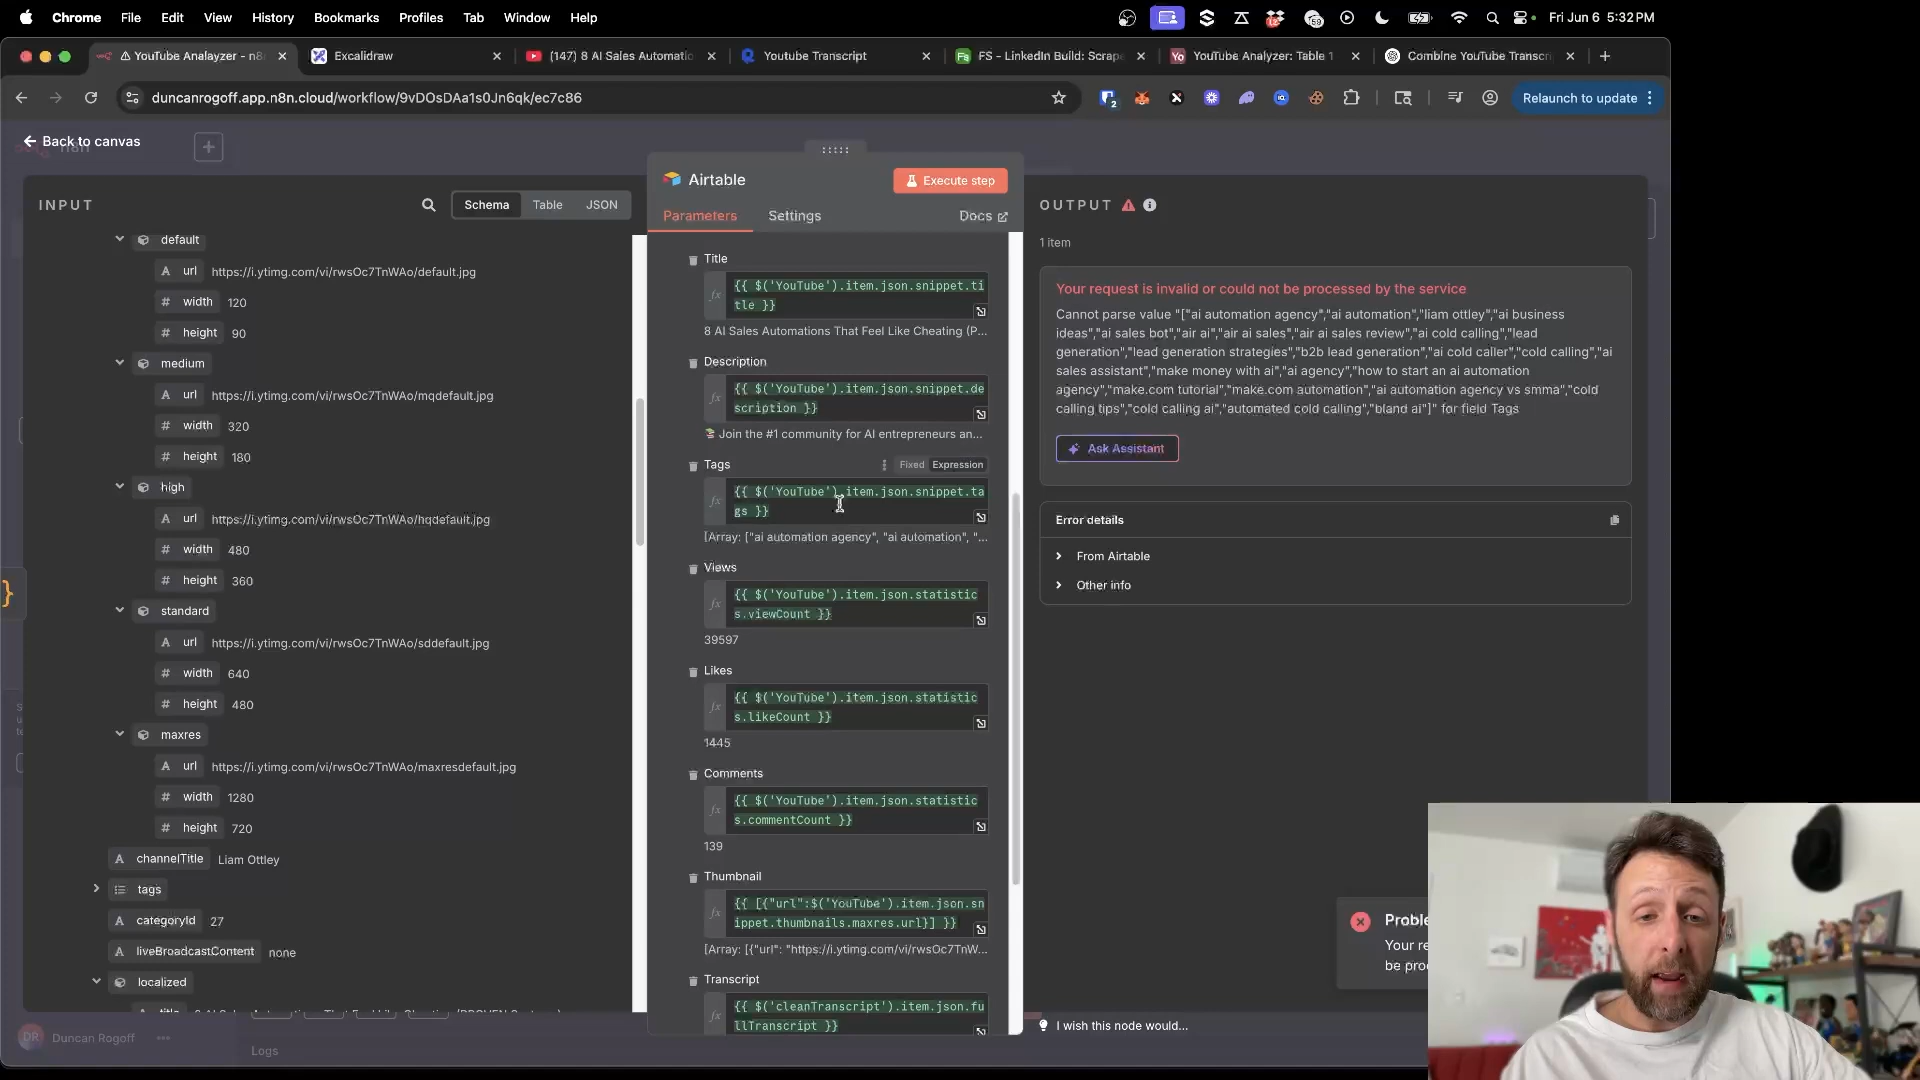 Chrome File Edit View History Bookmarks Profiles Tab Window Help
Fri Jun 6 5:32 PM
YouTube Analayzer - n8
Excalidraw
(147) 8 AI Sales Automatio
Youtube Transcript
FS - LinkedIn Build: Scrape
YouTube Analyzer: Table 1
Combine YouTube Transcri
duncanrogoff.app.n8n.cloud/workflow/9vDOsDAa1s0Jn6qk/ec7c86
Relaunch to update
Back to canvas
INPUT
Schema Table JSON
default
url https://i.ytimg.com/vi/rwsOc7TnWAo/default.jpg
width 120
height 90
medium
url https://i.ytimg.com/vi/rwsOc7TnWAo/mqdefault.jpg
width 320
height 180
high
url https://i.ytimg.com/vi/rwsOc7TnWAo/hqdefault.jpg
width 480
height 360
standard
url https://i.ytimg.com/vi/rwsOc7TnWAo/sddefault.jpg
width 640
height 480
maxres
url https://i.ytimg.com/vi/rwsOc7TnWAo/maxresdefault.jpg
width 1280
height 720
channelTitle Liam Ottley
tags
categoryId 27
liveBroadcastContent none
localized
Airtable
Execute step
Parameters Settings Docs
Title
{{ $('YouTube').item.json.snippet.ti
tle }}
8 AI Sales Automations That Feel Like Cheating (P...
Description
{{ $('YouTube').item.json.snippet.de
scription }}
Join the #1 community for AI entrepreneurs an...
Tags
Fixed Expression
{{ $('YouTube').item.json.snippet.ta
gs }}
[Array: ["ai automation agency", "ai automation", "...
Views
{{ $('YouTube').item.json.statistic
s.viewCount }}
39597
Likes
{{ $('YouTube').item.json.statistic
s.likeCount }}
1445
Comments
{{ $('YouTube').item.json.statistic
s.commentCount }}
139
Thumbnail
{{ [{"url":$('YouTube').item.json.sn
ippet.thumbnails.maxres.url}] }}
[Array: [{"url": "https://i.ytimg.com/vi/rwsOc7TnW...
Transcript
{{ $('cleanTranscript').item.json.fu
llTranscript }}
OUTPUT
1 item
Your request is invalid or could not be processed by the service
Cannot parse value "["ai automation agency","ai automation","liam ottley","ai business
ideas","ai sales bot","air ai","air ai sales","air ai sales review","ai cold calling","lead
generation","lead generation strategies","b2b lead generation","ai cold caller","cold calling","ai
sales assistant","make money with ai","ai agency","how to start an ai automation
agency","make.com tutorial","make.com automation","ai automation agency vs smma","cold
calling tips","cold calling ai","automated cold calling","bland ai"]" for field Tags
Ask Assistant
Error details
From Airtable
Other info
Proble
Your re
be pro
I wish this node would...
DR Duncan Rogoff
Logs